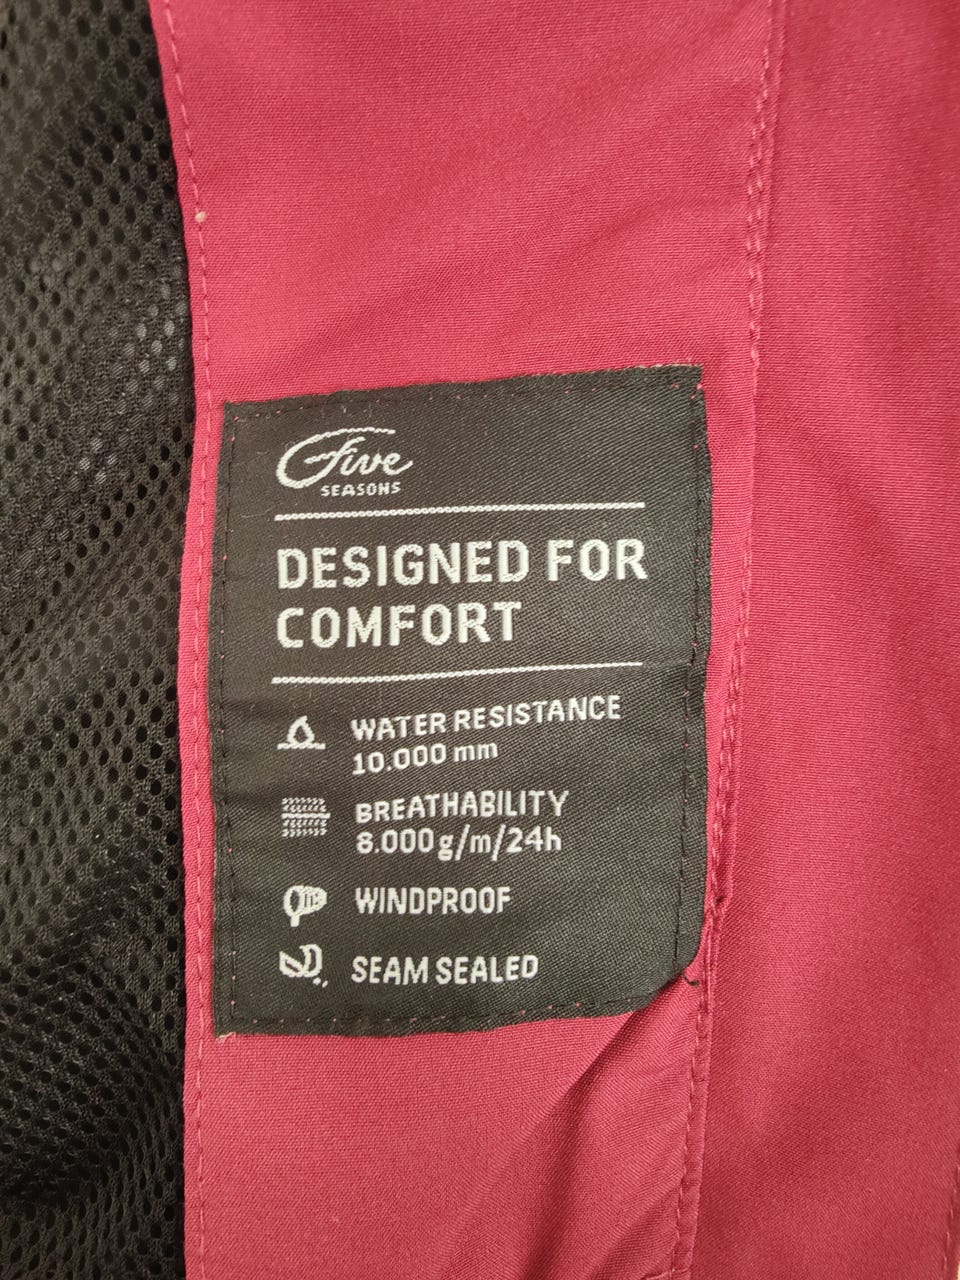 Five
SEASONS
DESIGNED FOR
COMFORT
WATER RESISTANCE
10.000 mm
BREATHABILITY
8.000 g/m/24h
WINDPROOF
SEAM SEALED